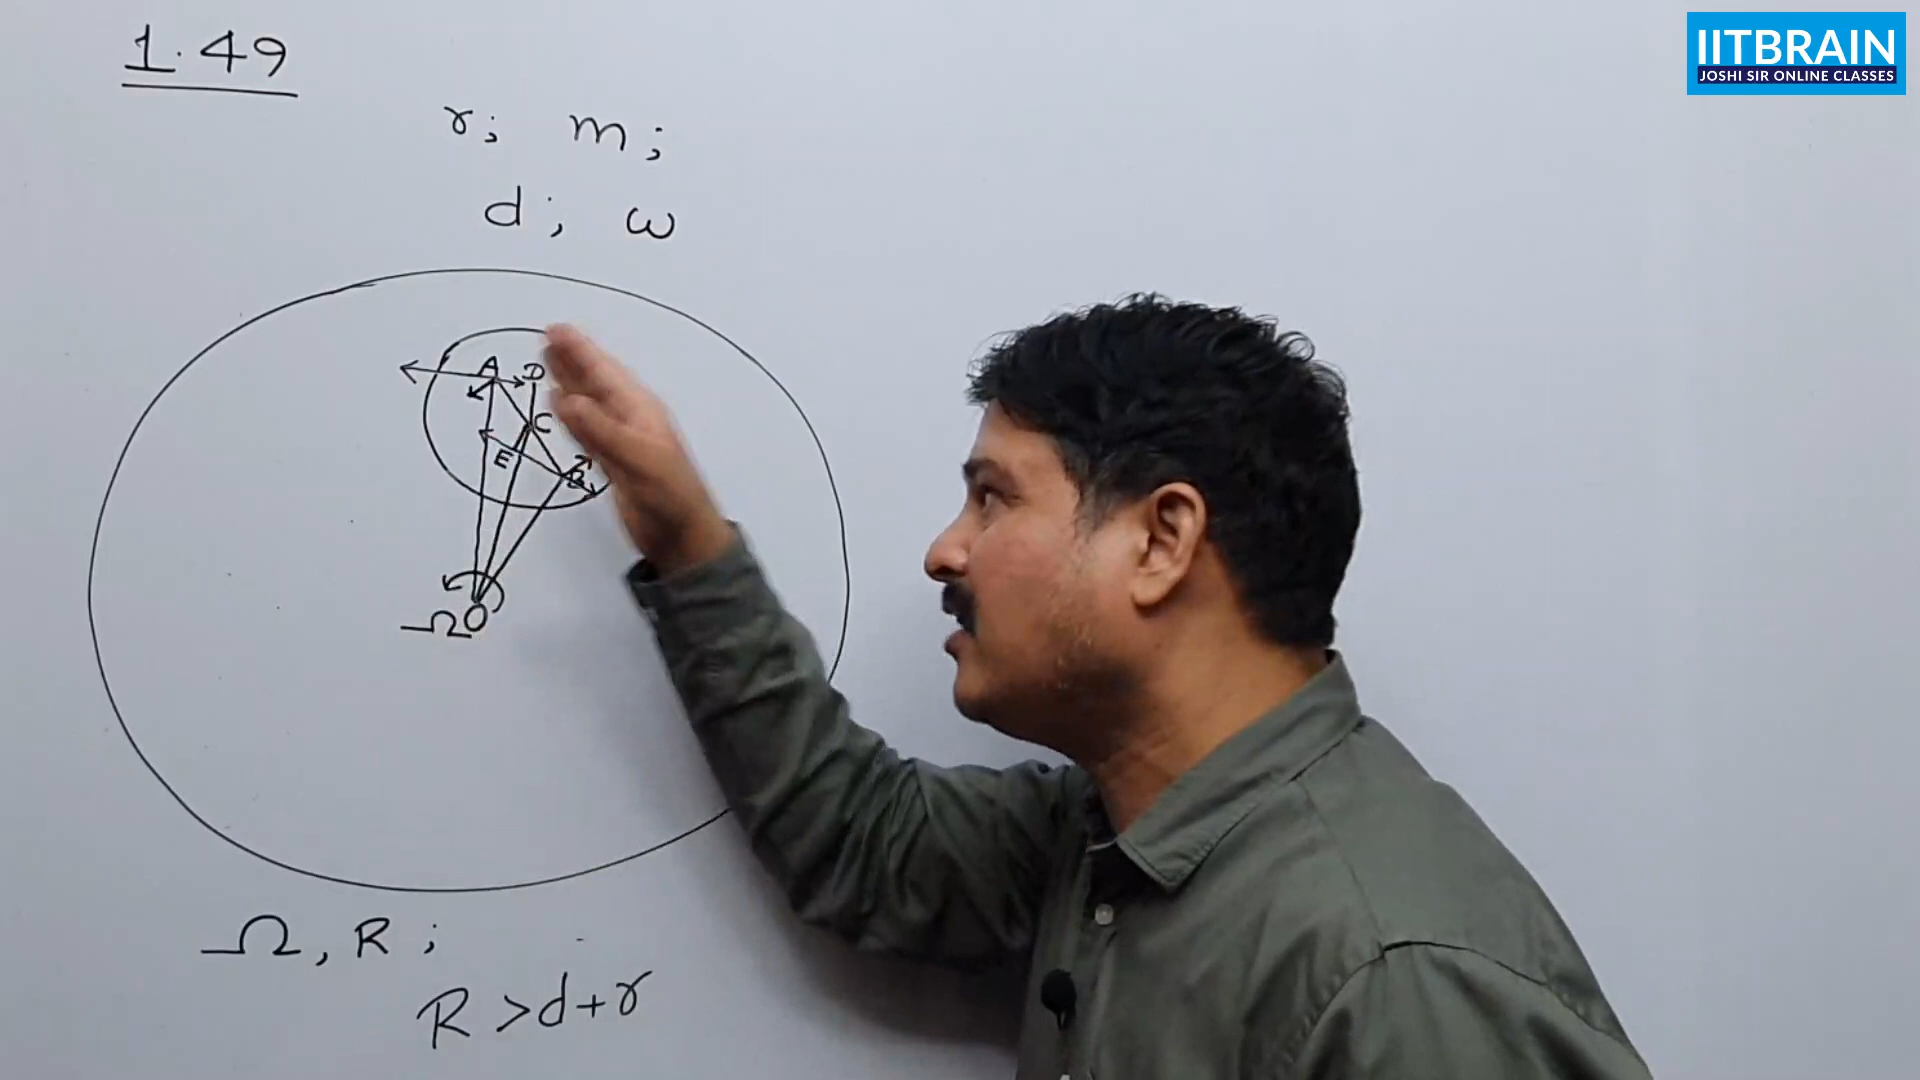 1.49
IITBRAIN
JOSHI SIR ONLINE CLASSES
r; m;
d; ω
A
D
C
E
B
Ω O
Ω, R;
R > d + r